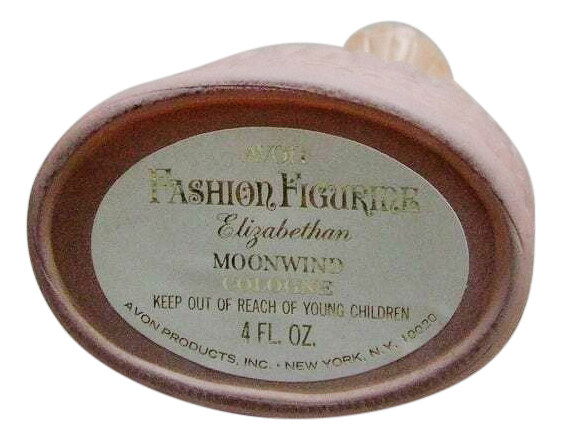 AVON
FASHION FIGURINE
Elizabethan
MOONWIND
COLOGNE
KEEP OUT OF REACH OF YOUNG CHILDREN
4 FL. OZ.
AVON PRODUCTS, INC. • NEW YORK, N.Y. 10020